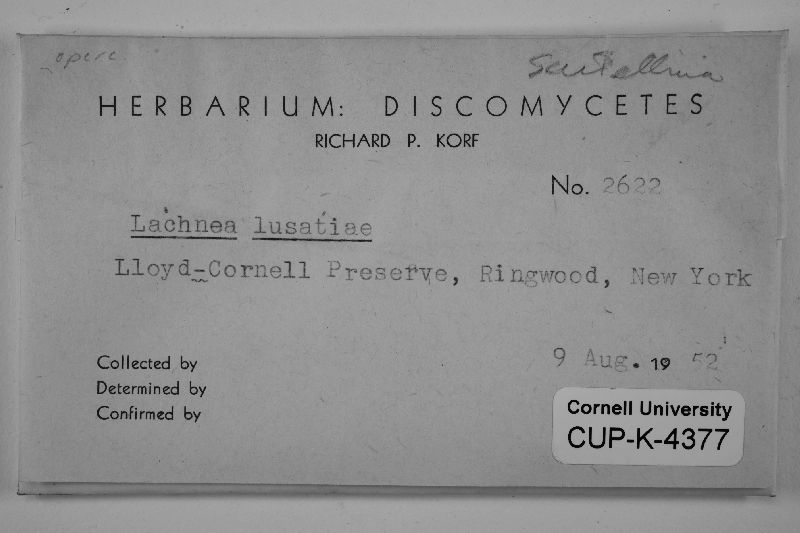 operc.
Scutellinia
HERBARIUM: DISCOMYCETES
RICHARD P. KORF
No. 2622
Lachnea lusatiae
Lloyd-Cornell Preserve, Ringwood, New York
9 Aug. 19 52
Collected by
Determined by
Confirmed by
Cornell University
CUP-K-4377